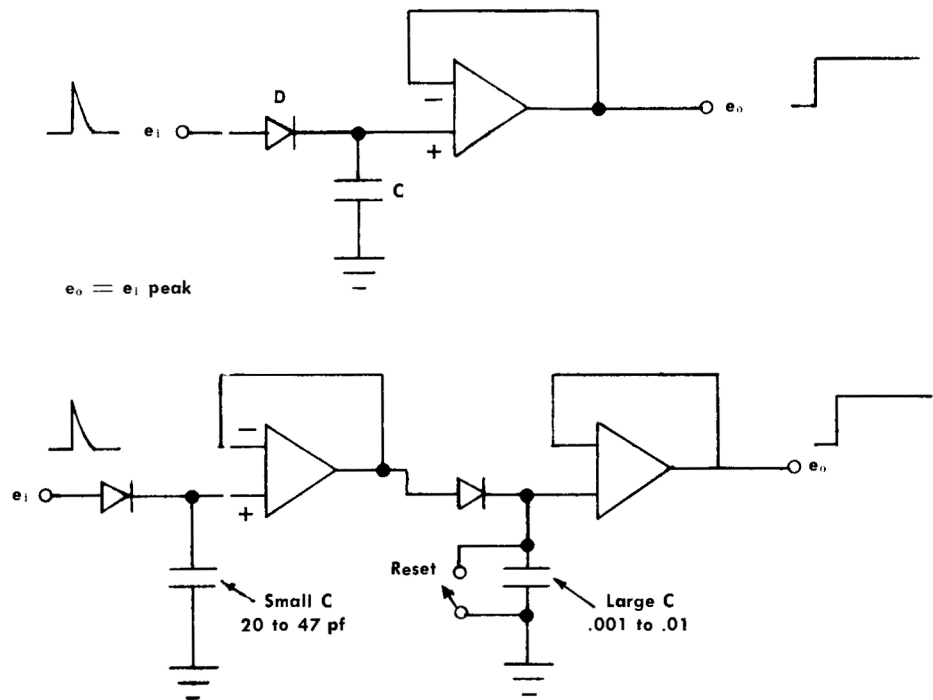 D
eᵢ
−
+
eₒ
C
eₒ = eᵢ peak
−
eᵢ
+
eₒ
Reset
Small C
20 to 47 pf
Large C
.001 to .01